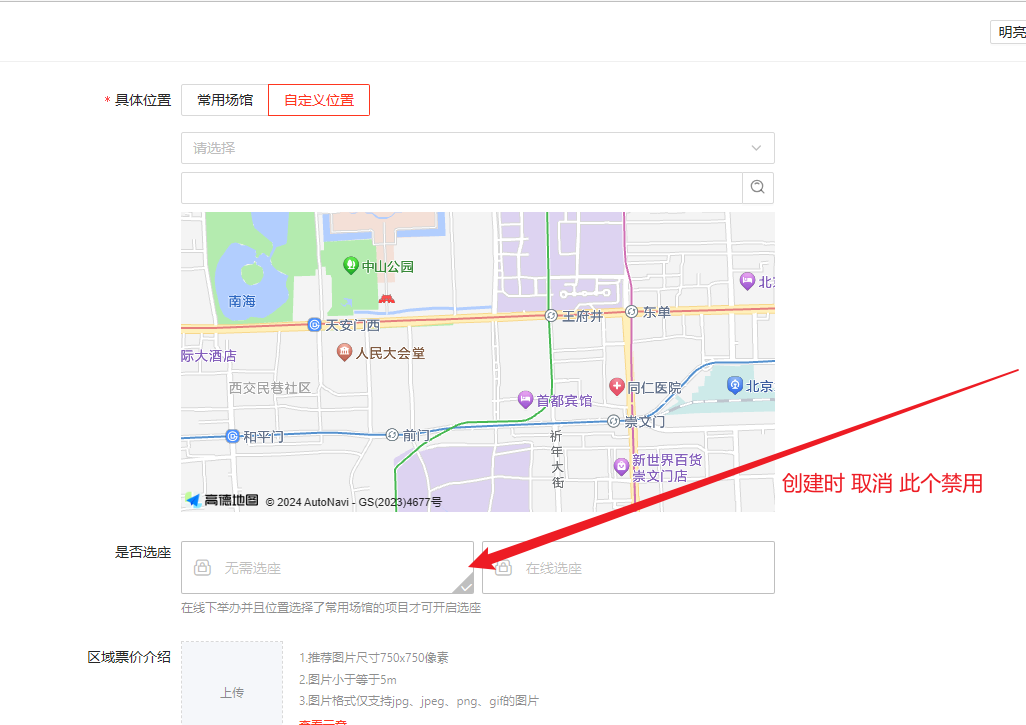 明亮
* 具体位置
常用场馆
自定义位置
请选择
中山公园
南海
北京
天安门西
王府井
东单
人民大会堂
际大酒店
西交民巷社区
首都宾馆
同仁医院
北京
和平门
前门
崇文门
祈年大街
新世界百货
崇文门店
高德地图 © 2024 AutoNavi - GS(2023)4677号
创建时 取消 此个禁用
是否选座
无需选座
在线选座
在线下举办并且位置选择了常用场馆的项目才可开启选座
区域票价介绍
上传
1.推荐图片尺寸750x750像素
2.图片小于等于5m
3.图片格式仅支持jpg、jpeg、png、gif的图片